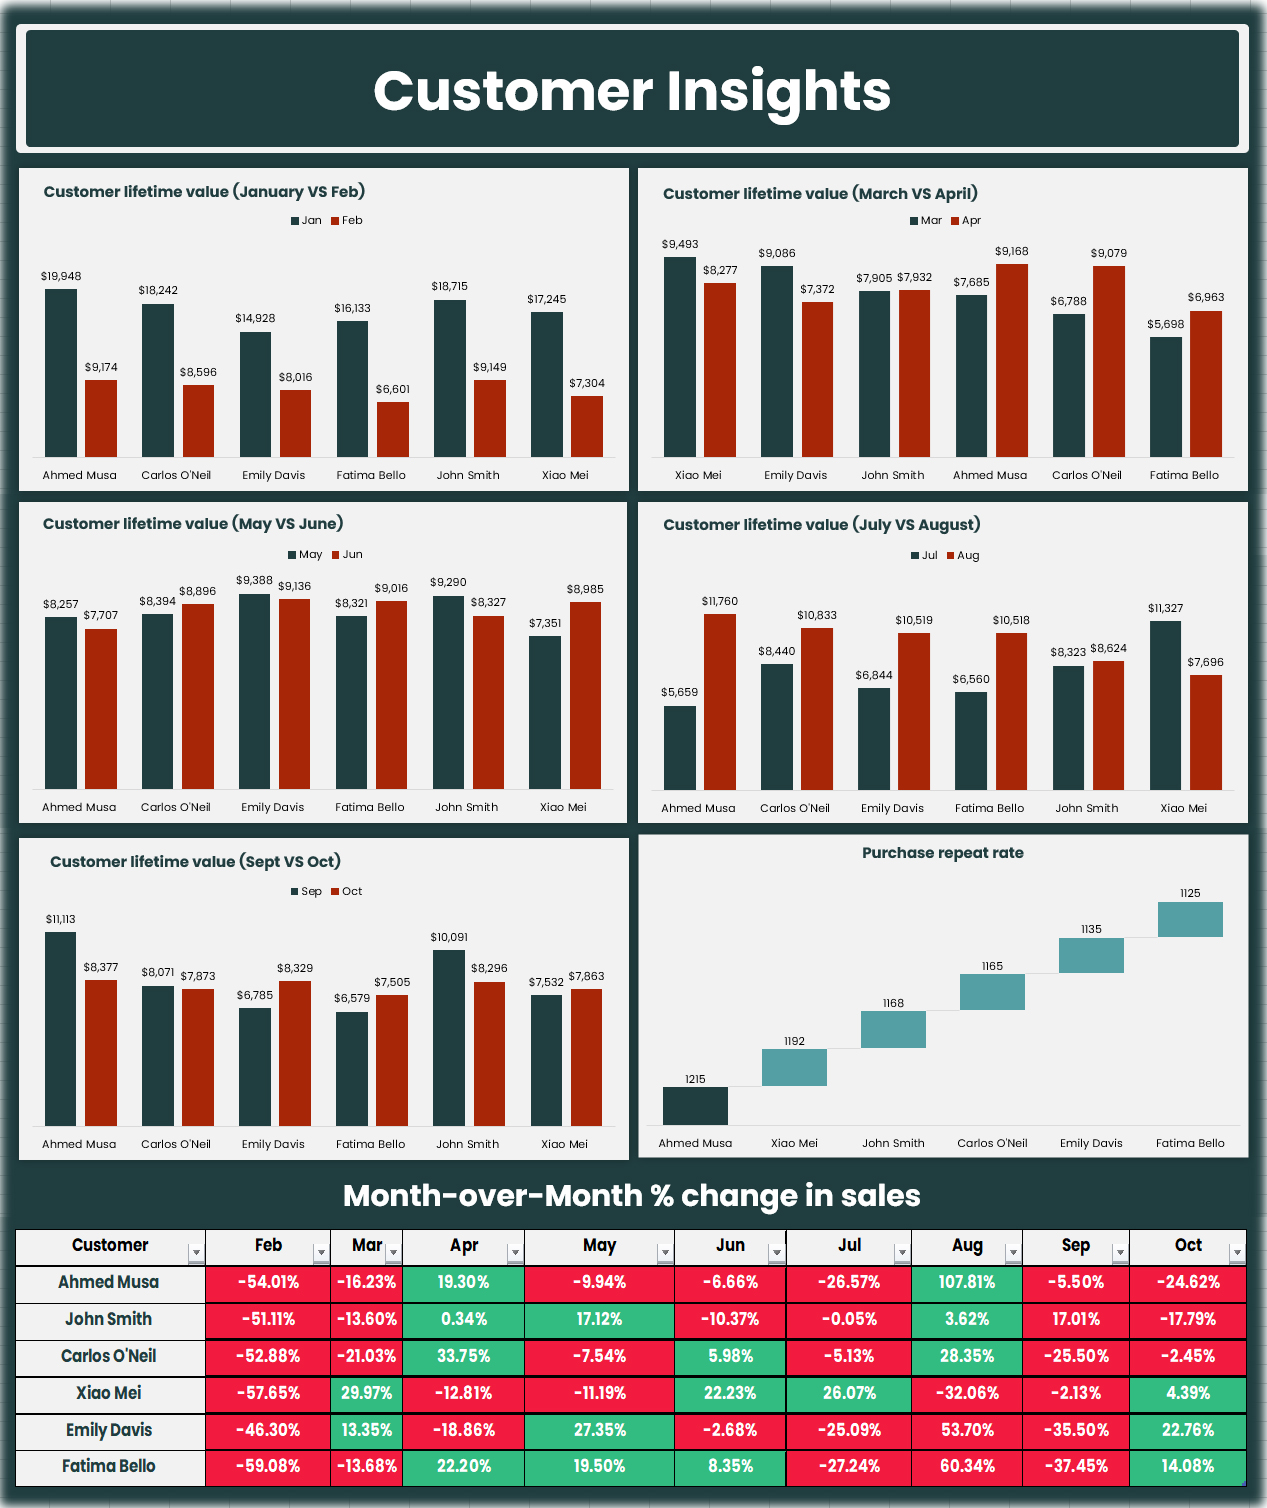 Customer Insights
Customer lifetime value (January VS Feb)
Jan Feb
$19,948 $9,174 $18,242 $8,596 $14,928 $8,016 $16,133 $6,601 $18,715 $9,149 $17,245 $7,304
Ahmed Musa Carlos O'Neil Emily Davis Fatima Bello John Smith Xiao Mei
Customer lifetime value (March VS April)
Mar Apr
$9,493 $8,277 $9,086 $7,372 $7,905 $7,932 $7,685 $9,168 $6,788 $9,079 $5,698 $6,963
Xiao Mei Emily Davis John Smith Ahmed Musa Carlos O'Neil Fatima Bello
Customer lifetime value (May VS June)
May Jun
$8,257 $7,707 $8,394 $8,896 $9,388 $9,136 $8,321 $9,016 $9,290 $8,327 $7,351 $8,985
Ahmed Musa Carlos O'Neil Emily Davis Fatima Bello John Smith Xiao Mei
Customer lifetime value (July VS August)
Jul Aug
$5,659 $11,760 $8,440 $10,833 $6,844 $10,519 $6,560 $10,518 $8,323 $8,624 $11,327 $7,696
Ahmed Musa Carlos O'Neil Emily Davis Fatima Bello John Smith Xiao Mei
Customer lifetime value (Sept VS Oct)
Sep Oct
$11,113 $8,377 $8,071 $7,873 $6,785 $8,329 $6,579 $7,505 $10,091 $8,296 $7,532 $7,863
Ahmed Musa Carlos O'Neil Emily Davis Fatima Bello John Smith Xiao Mei
Purchase repeat rate
1215 1192 1168 1165 1135 1125
Ahmed Musa Xiao Mei John Smith Carlos O'Neil Emily Davis Fatima Bello
Month-over-Month % change in sales
Customer Feb Mar Apr May Jun Jul Aug Sep Oct
Ahmed Musa -54.01% -16.23% 19.30% -9.94% -6.66% -26.57% 107.81% -5.50% -24.62%
John Smith -51.11% -13.60% 0.34% 17.12% -10.37% -0.05% 3.62% 17.01% -17.79%
Carlos O'Neil -52.88% -21.03% 33.75% -7.54% 5.98% -5.13% 28.35% -25.50% -2.45%
Xiao Mei -57.65% 29.97% -12.81% -11.19% 22.23% 26.07% -32.06% -2.13% 4.39%
Emily Davis -46.30% 13.35% -18.86% 27.35% -2.68% -25.09% 53.70% -35.50% 22.76%
Fatima Bello -59.08% -13.68% 22.20% 19.50% 8.35% -27.24% 60.34% -37.45% 14.08%